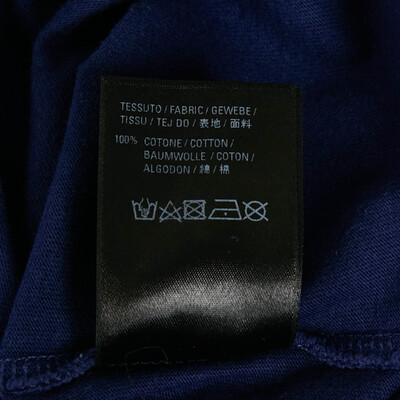 TESSUTO / FABRIC / GEWEBE /
TISSU / TEJ DO / 表地 / 面料
100% COTONE / COTTON /
BAUMWOLLE / COTON /
ALGODON / 綿 / 棉